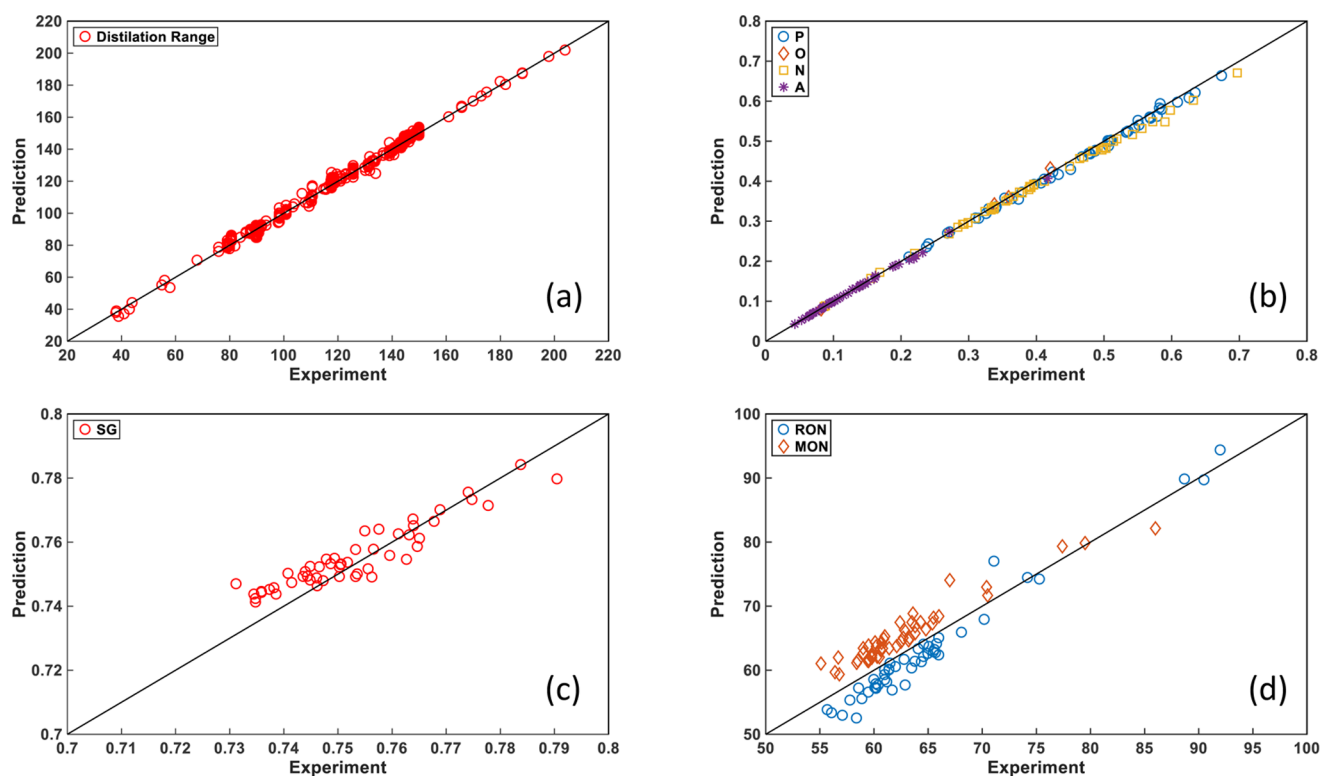 220
200
180
160
140
120
100
80
60
40
20
Prediction
Distilation Range
(a)
20 40 60 80 100 120 140 160 180 200 220
Experiment
0.8
0.7
0.6
0.5
0.4
0.3
0.2
0.1
0
Prediction
P
O
N
A
(b)
0 0.1 0.2 0.3 0.4 0.5 0.6 0.7 0.8
Experiment
0.8
0.78
0.76
0.74
0.72
0.7
Prediction
SG
(c)
0.7 0.71 0.72 0.73 0.74 0.75 0.76 0.77 0.78 0.79 0.8
Experiment
100
90
80
70
60
50
Prediction
RON
MON
(d)
50 55 60 65 70 75 80 85 90 95 100
Experiment